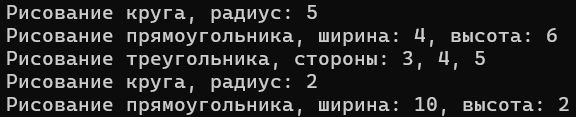 Рисование круга, радиус: 5
Рисование прямоугольника, ширина: 4, высота: 6
Рисование треугольника, стороны: 3, 4, 5
Рисование круга, радиус: 2
Рисование прямоугольника, ширина: 10, высота: 2